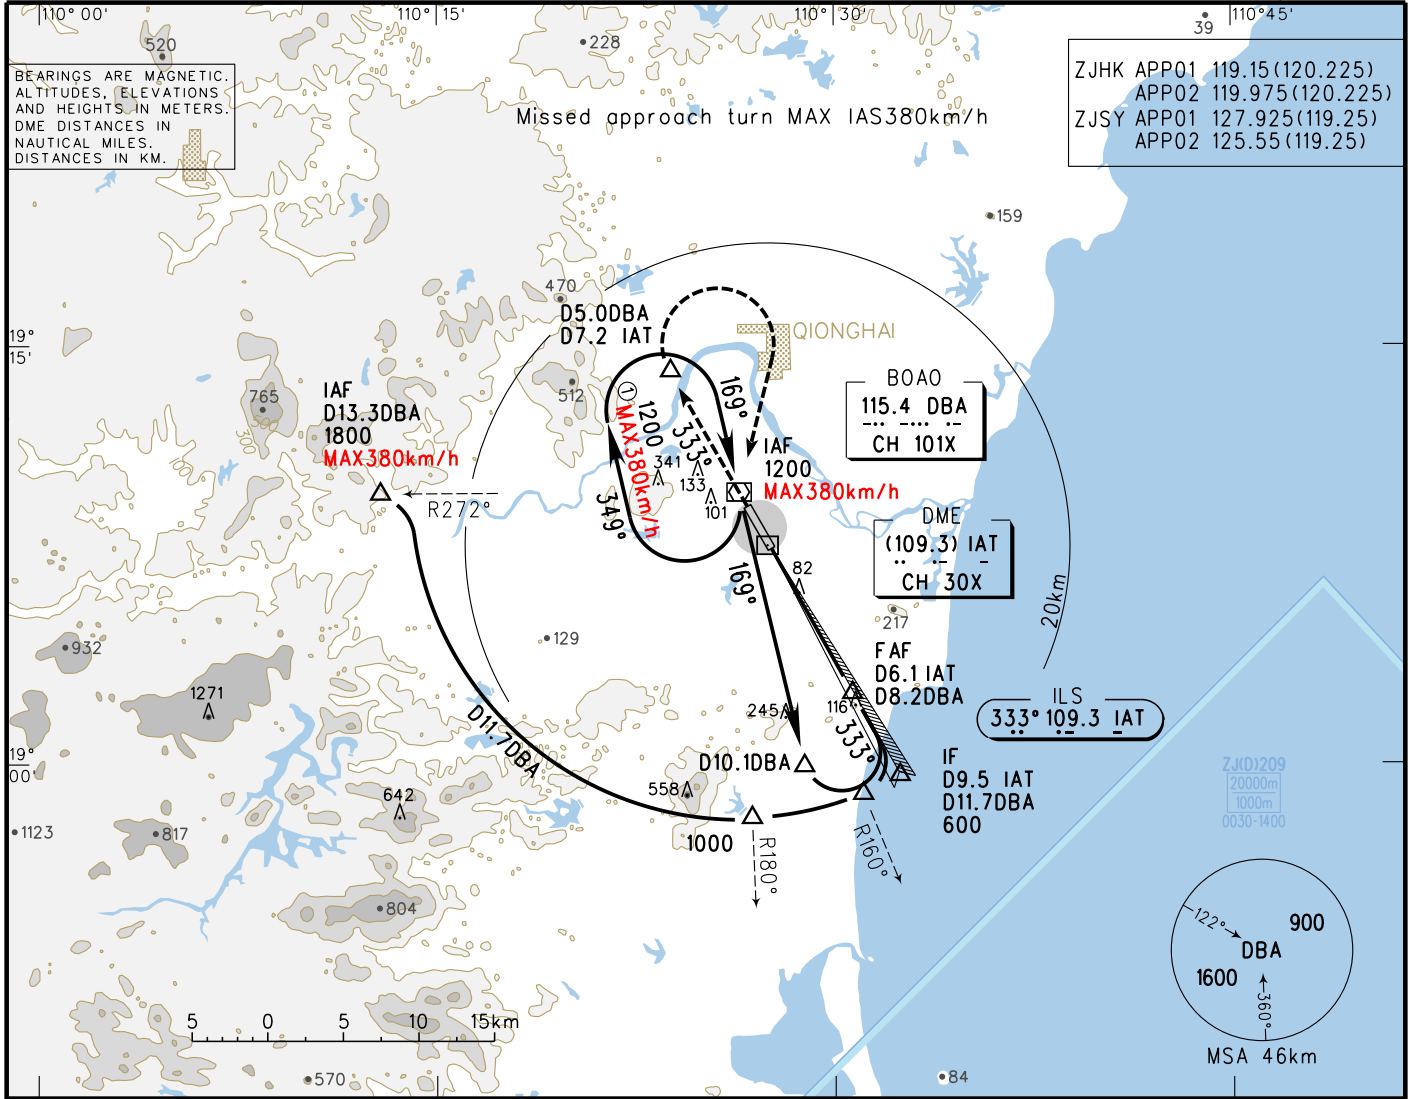 110° 00'
110° 15'
110° 30'
110° 45'
520
228
39
BEARINGS ARE MAGNETIC.
ALTITUDES, ELEVATIONS
AND HEIGHTS IN METERS.
DME DISTANCES IN
NAUTICAL MILES.
DISTANCES IN KM.
Missed approach turn MAX IAS380km/h
ZJHK APP01 119.15(120.225)
APP02 119.975(120.225)
ZJSY APP01 127.925(119.25)
APP02 125.55(119.25)
159
470
D5.0DBA
D7.2 IAT
QIONGHAI
19°
15'
IAF
D13.3DBA
1800
MAX380km/h
765
300
512
①
1200
MAX380km/h
169°
333°
349°
341
133
101
IAF
1200
MAX380km/h
BOAO
115.4 DBA
CH 101X
R272°
DME
(109.3) IAT
CH 30X
169°
82
217
20km
129
932
1271
FAF
D6.1 IAT
D8.2DBA
245
116
333°
ILS
333° 109.3 IAT
D11.7DBA
D10.1DBA
19°
00'
IF
D9.5 IAT
D11.7DBA
600
ZJ(D)209
20000m
1000m
0030-1400
558
642
1123
817
1000
R180°
R160°
804
122°
900
DBA
1600
360°
MSA 46km
5 0 5 10 15km
570
84